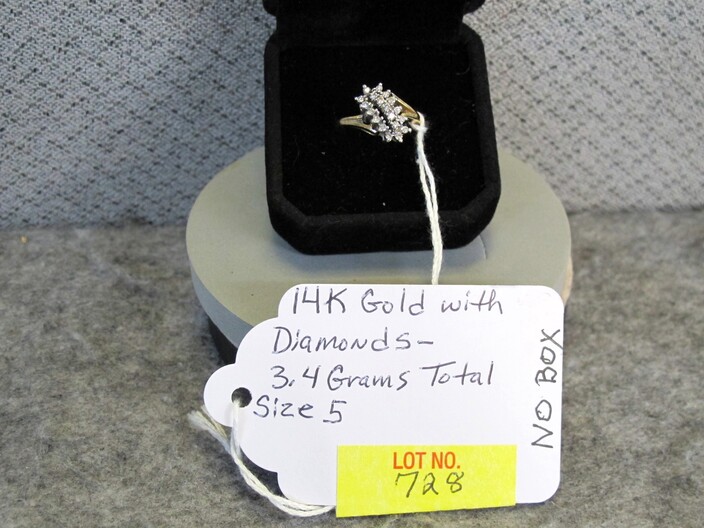 14K Gold with
Diamonds-
3.4 Grams Total
Size 5
NO BOX
LOT NO.
728